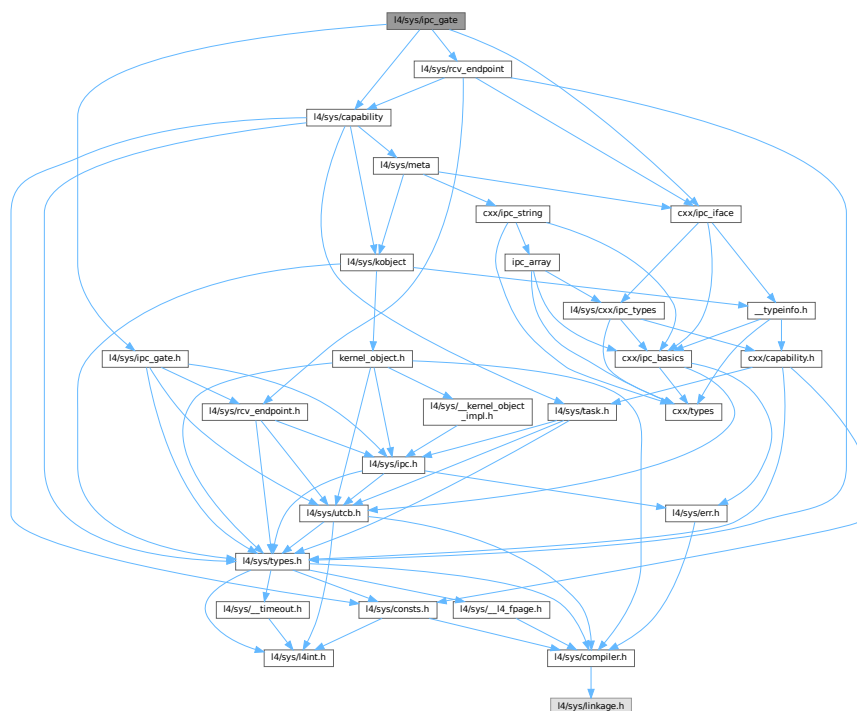 l4/sys/ipc_gate
l4/sys/rcv_endpoint
l4/sys/capability
l4/sys/meta
cxx/ipc_string
cxx/ipc_iface
l4/sys/kobject
ipc_array
l4/sys/cxx/ipc_types
__typeinfo.h
l4/sys/ipc_gate.h
kernel_object.h
cxx/ipc_basics
cxx/capability.h
l4/sys/rcv_endpoint.h
l4/sys/__kernel_object
_impl.h
l4/sys/task.h
cxx/types
l4/sys/ipc.h
l4/sys/utcb.h
l4/sys/err.h
l4/sys/types.h
l4/sys/__timeout.h
l4/sys/consts.h
l4/sys/__l4_fpage.h
l4/sys/l4int.h
l4/sys/compiler.h
l4/sys/linkage.h